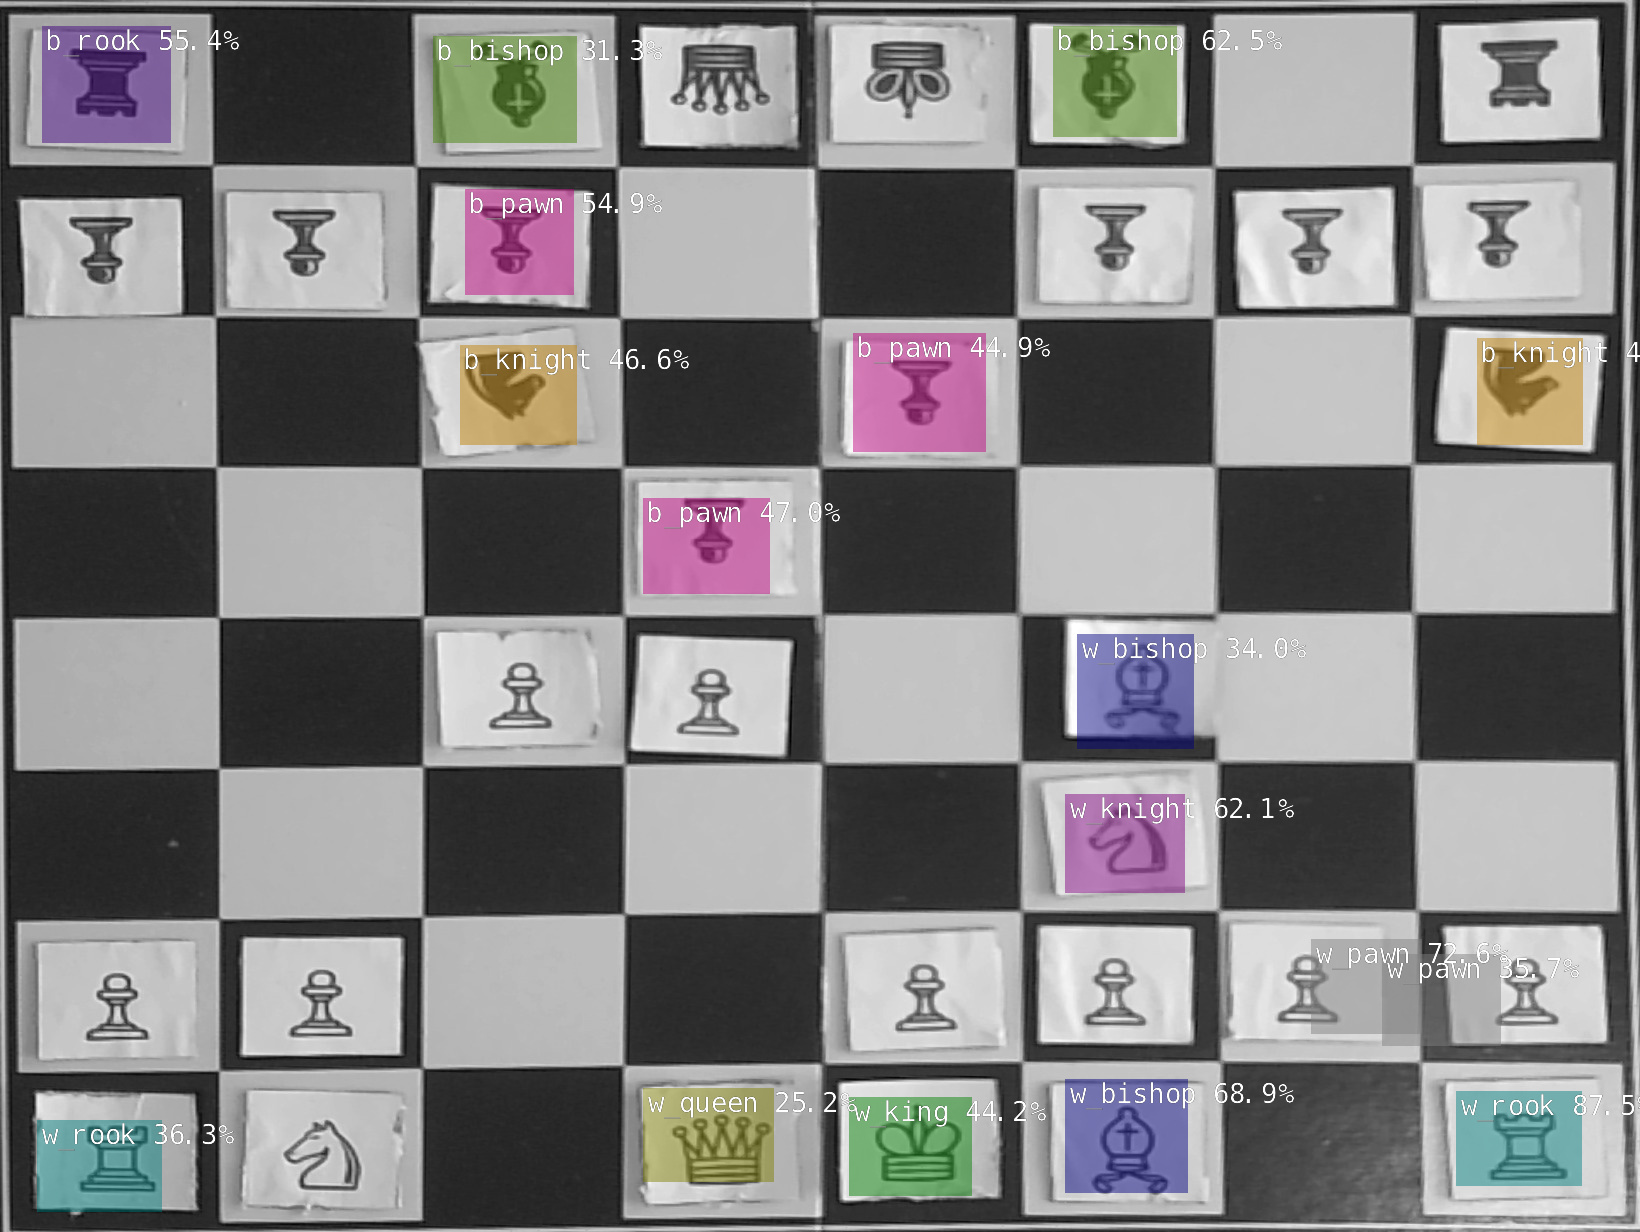 b_rook 55.4%
b_bishop 31.3%
b_bishop 62.5%
b_pawn 54.9%
b_knight 46.6%
b_pawn 44.9%
b_knight 4
b_pawn 47.0%
w_bishop 34.0%
w_knight 62.1%
w_pawn 72.6%
w_pawn 35.7%
w_queen 25.2%
w_king 44.2%
w_bishop 68.9%
w_rook 87.5
w_rook 36.3%